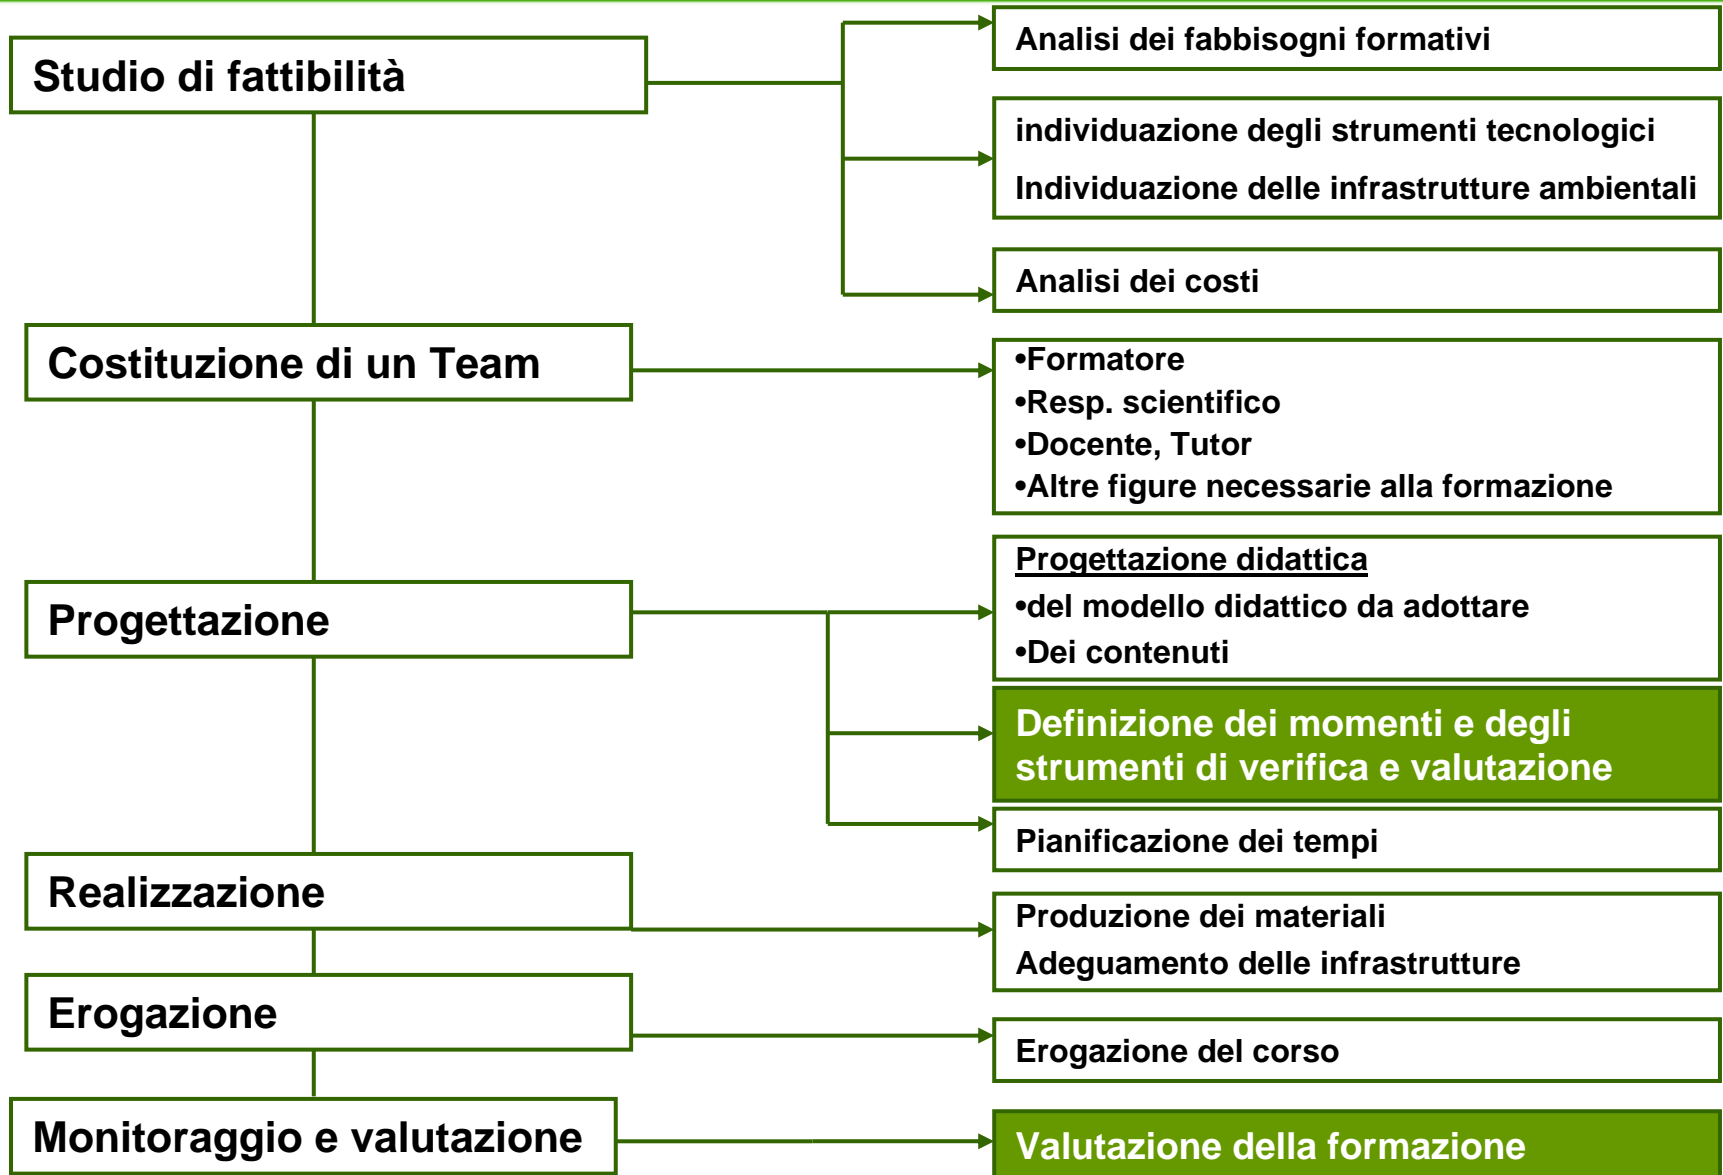 Studio di fattibilità
Analisi dei fabbisogni formativi
individuazione degli strumenti tecnologici
Individuazione delle infrastrutture ambientali
Analisi dei costi
Costituzione di un Team
•Formatore
•Resp. scientifico
•Docente, Tutor
•Altre figure necessarie alla formazione
Progettazione
Progettazione didattica
•del modello didattico da adottare
•Dei contenuti
Definizione dei momenti e degli
strumenti di verifica e valutazione
Pianificazione dei tempi
Realizzazione
Produzione dei materiali
Adeguamento delle infrastrutture
Erogazione
Erogazione del corso
Monitoraggio e valutazione
Valutazione della formazione